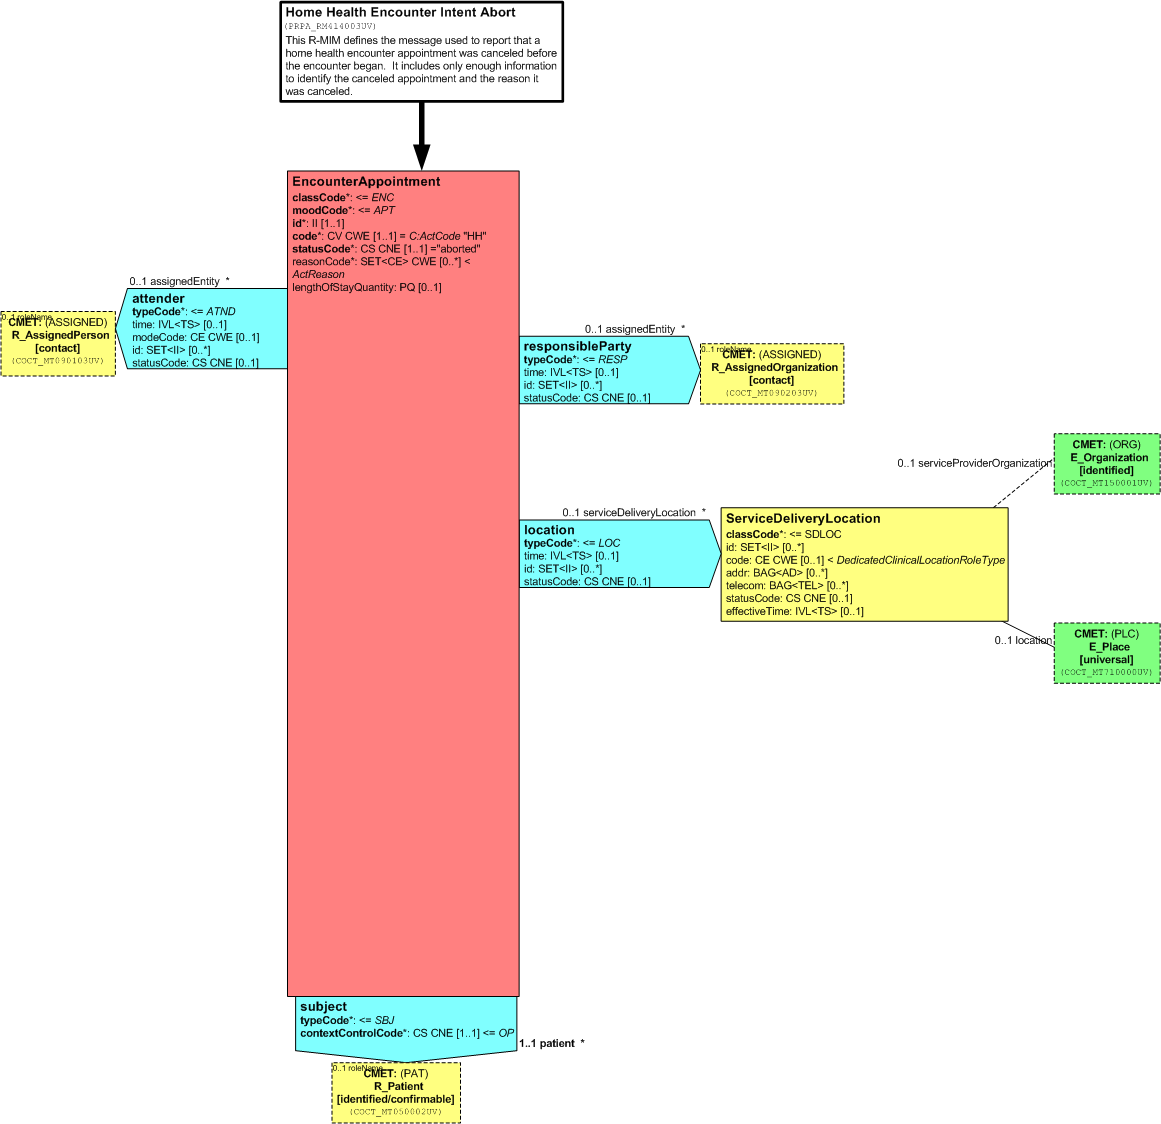 Home Health Encounter Intent Abort
(PRPA_RM414003UV)
This R-MIM defines the message used to report that a
home health encounter appointment was canceled before
the encounter began.  It includes only enough information
to identify the canceled appointment and the reason it
was canceled.
EncounterAppointment
classCode*: <= ENC
moodCode*: <= APT
id*: II [1..1]
code*: CV CWE [1..1] = C:ActCode "HH"
statusCode*: CS CNE [1..1] ="aborted"
reasonCode*: SET<CE> CWE [0..*] <
ActReason
lengthOfStayQuantity: PQ [0..1]
0..1 assignedEntity  *
attender
typeCode*: <= ATND
time: IVL<TS> [0..1]
modeCode: CE CWE [0..1]
id: SET<II> [0..*]
statusCode: CS CNE [0..1]
0..1 roleName
CMET: (ASSIGNED)
R_AssignedPerson
[contact]
(COCT_MT090103UV)
0..1 assignedEntity  *
responsibleParty
typeCode*: <= RESP
time: IVL<TS> [0..1]
id: SET<II> [0..*]
statusCode: CS CNE [0..1]
0..1 roleName
CMET: (ASSIGNED)
R_AssignedOrganization
[contact]
(COCT_MT090203UV)
0..1 serviceDeliveryLocation  *
location
typeCode*: <= LOC
time: IVL<TS> [0..1]
id: SET<II> [0..*]
statusCode: CS CNE [0..1]
ServiceDeliveryLocation
classCode*: <= SDLOC
id: SET<II> [0..*]
code: CE CWE [0..1] < DedicatedClinicalLocationRoleType
addr: BAG<AD> [0..*]
telecom: BAG<TEL> [0..*]
statusCode: CS CNE [0..1]
effectiveTime: IVL<TS> [0..1]
0..1 serviceProviderOrganization
CMET: (ORG)
E_Organization
[identified]
(COCT_MT150001UV)
0..1 location
CMET: (PLC)
E_Place
[universal]
(COCT_MT710000UV)
subject
typeCode*: <= SBJ
contextControlCode*: CS CNE [1..1] <= OP
1..1 patient  *
0..1 roleName
CMET: (PAT)
R_Patient
[identified/confirmable]
(COCT_MT050002UV)